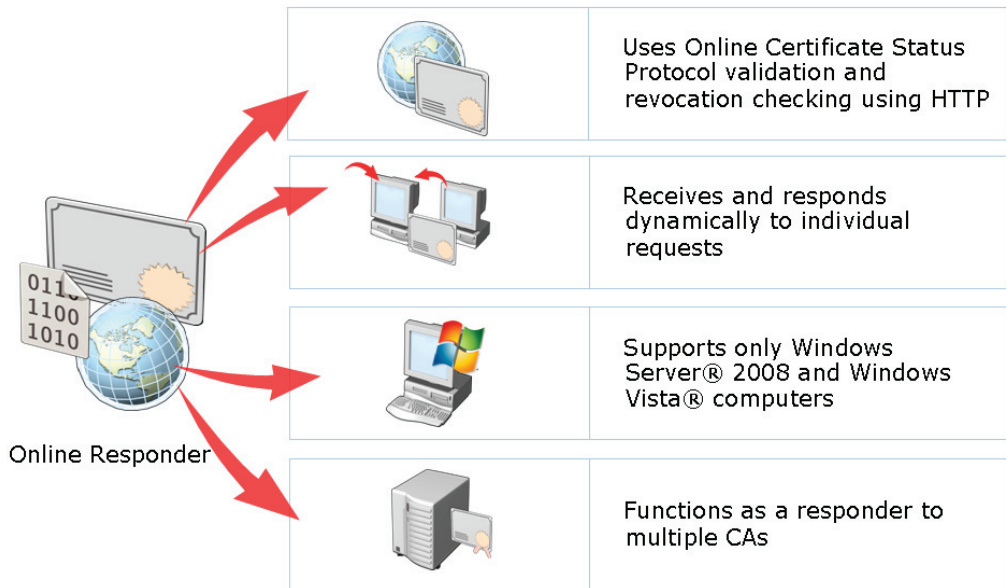 Uses Online Certificate Status
Protocol validation and
revocation checking using HTTP
Receives and responds
dynamically to individual
requests
0110
1100
1010
Online Responder
Supports only Windows
Server® 2008 and Windows
Vista® computers
Functions as a responder to
multiple CAs